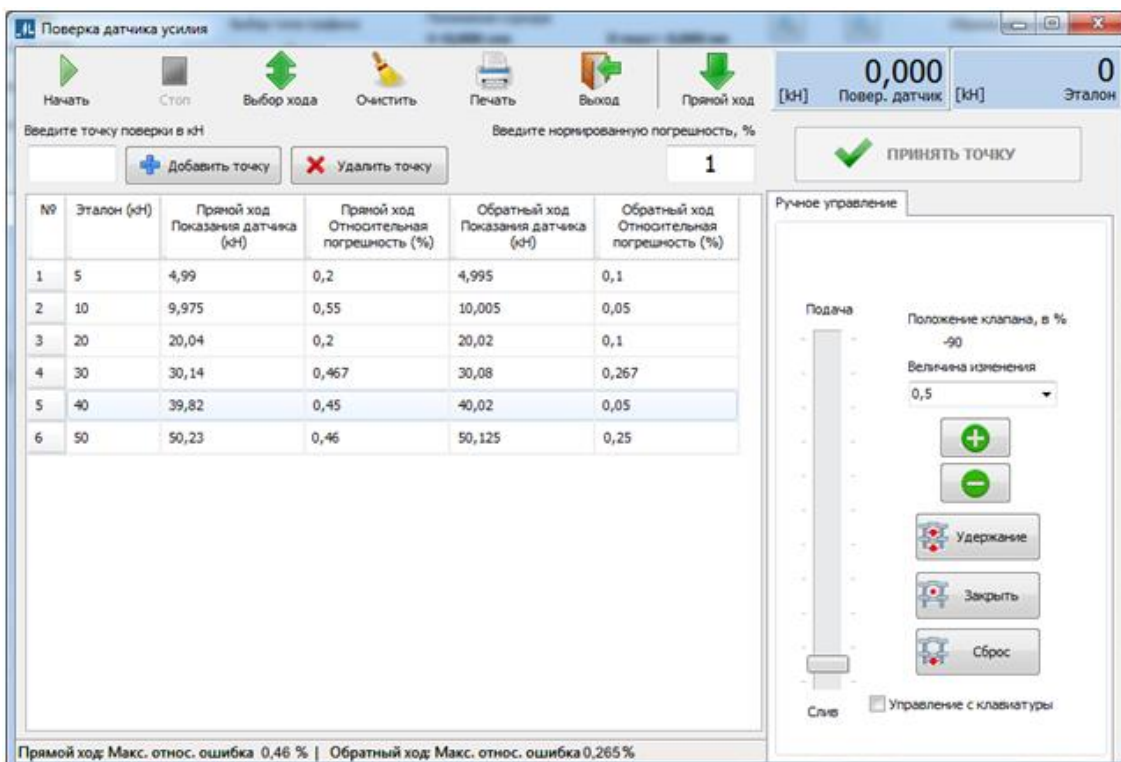 Поверка датчика усилия
Начать
Стоп
Выбор хода
Очистить
Печать
Выход
Прямой ход
0,000
[kH]
Повер. датчик
0
[kH]
Эталон
Введите точку поверки в кН
Введите нормированную погрешность, %
Добавить точку
Удалить точку
1
ПРИНЯТЬ ТОЧКУ
№ Эталон (кН) Прямой ход Показания датчика (кН) Прямой ход Относительная погрешность (%) Обратный ход Показания датчика (кН) Обратный ход Относительная погрешность (%)
1 5 4,99 0,2 4,995 0,1
2 10 9,975 0,55 10,005 0,05
3 20 20,04 0,2 20,02 0,1
4 30 30,14 0,467 30,08 0,267
5 40 39,82 0,45 40,02 0,05
6 50 50,23 0,46 50,125 0,25
Ручное управление
Подача
Положение клапана, в %
-90
Величина изменения
0,5
Удержание
Закрыть
Сброс
Слив
Управление с клавиатуры
Прямой ход: Макс. относ. ошибка 0,46 % | Обратный ход: Макс. относ. ошибка 0,265%